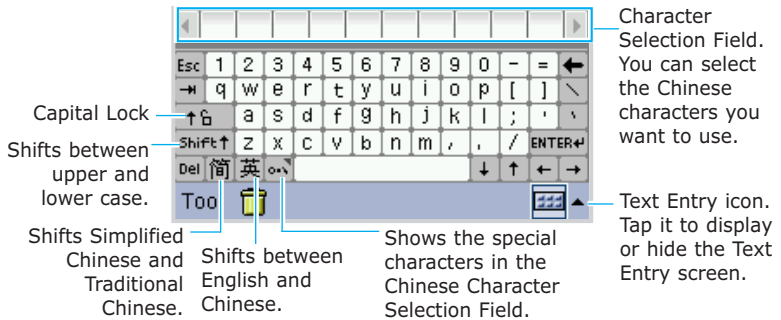 Character
Selection Field.
You can select
the Chinese
characters you
want to use.
Esc 1 2 3 4 5 6 7 8 9 0 - = ←
⇥ q w e r t y u i o p [ ] \
↑ a s d f g h j k l ; ' `
Shift↑ z x c v b n m , . / ENTER↵
Del 简 英 ↓ ↑ ← →
Too
Capital Lock
Shifts between
upper and
lower case.
Shifts Simplified
Chinese and
Traditional
Chinese.
Shifts between
English and
Chinese.
Shows the special
characters in the
Chinese Character
Selection Field.
Text Entry icon.
Tap it to display
or hide the Text
Entry screen.